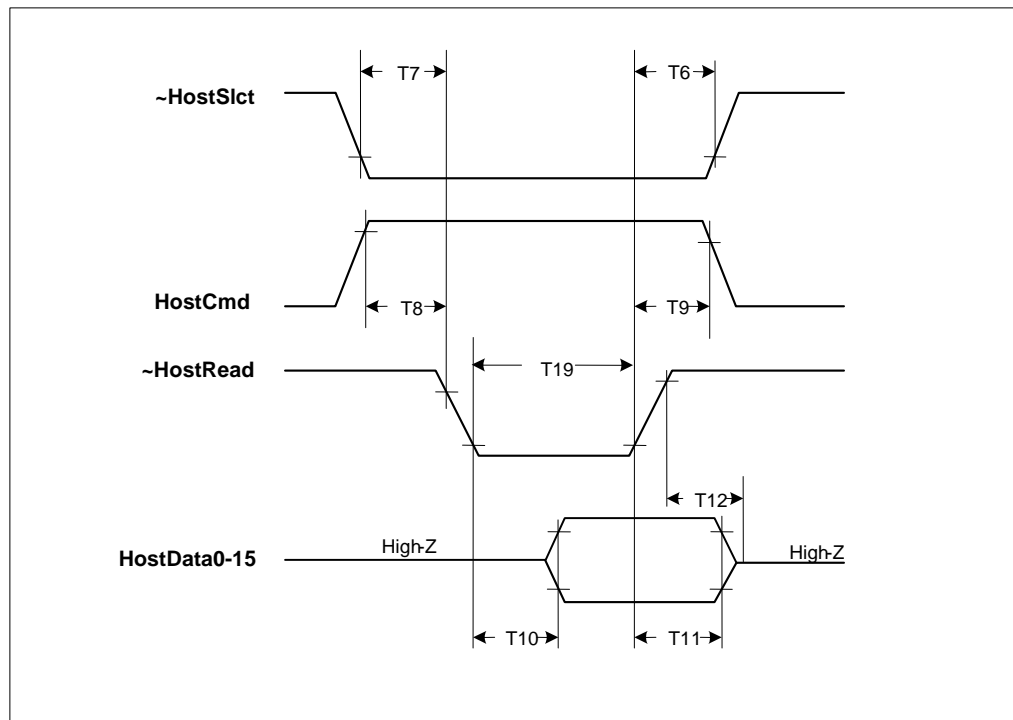 T7
T6
~HostSlct
HostCmd
T8
T9
~HostRead
T19
T12
High-Z
High-Z
HostData0-15
T10
T11